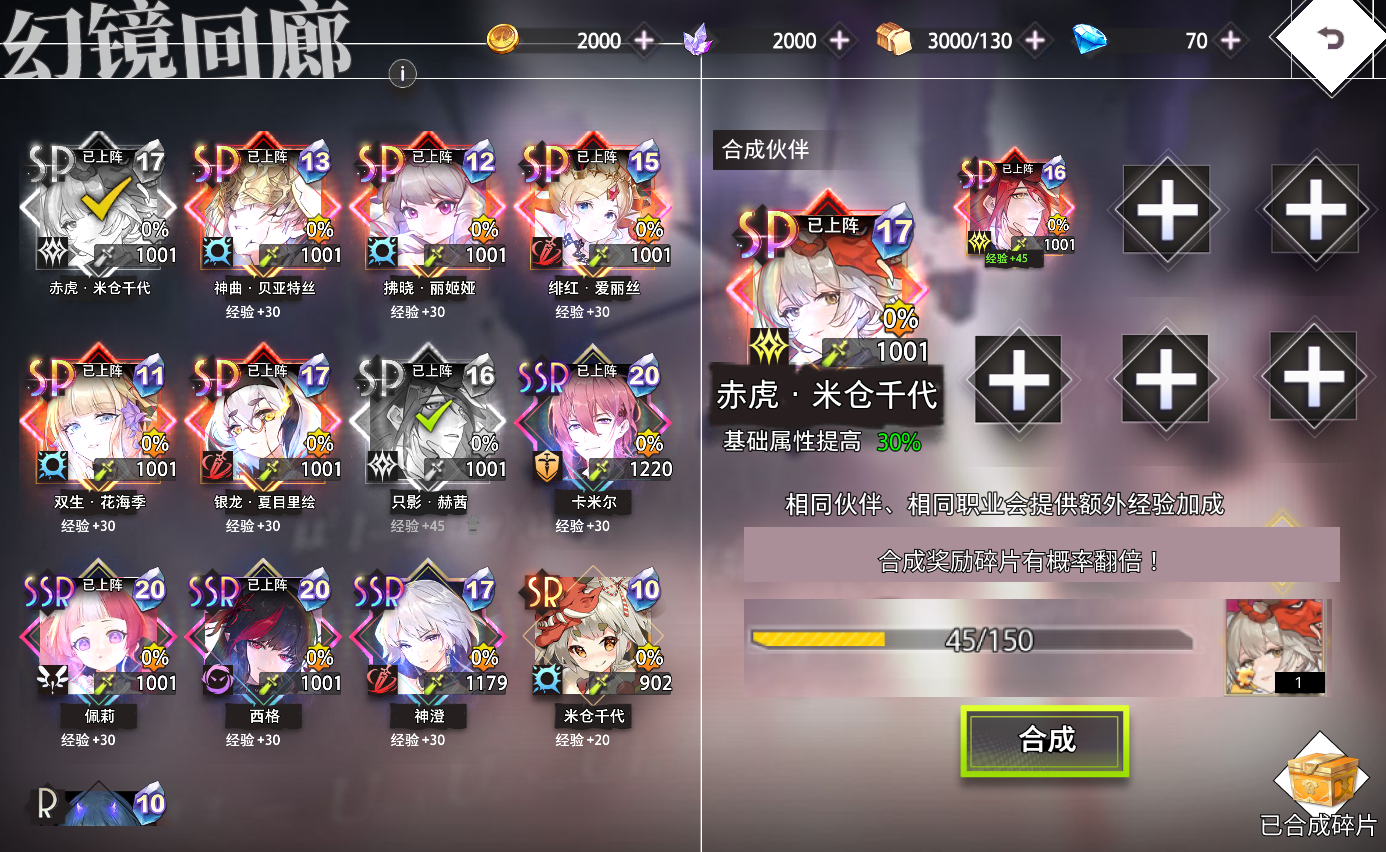 幻镜回廊
2000
2000
3000/130
70
i
SP 已上阵 17
0%
1001
赤虎·米仓千代
SP 已上阵 13
0%
1001
神曲·贝亚特丝
经验+30
SP 已上阵 12
0%
1001
拂晓·丽姬娅
经验+30
SP 已上阵 15
0%
1001
绯红·爱丽丝
经验+30
SP 已上阵 11
0%
1001
双生·花海季
经验+30
SP 已上阵 17
0%
1001
银龙·夏目里绘
经验+30
SP 已上阵 16
0%
1001
只影·赫茜
经验+45
SSR 已上阵 20
0%
1220
卡米尔
经验+30
SSR 已上阵 20
0%
1001
佩莉
经验+30
SSR 已上阵 20
0%
1001
西格
经验+30
SSR 17
0%
1179
神澄
经验+30
SR 10
0%
902
米仓千代
经验+20
R 10
合成伙伴
SP 已上阵 17
0%
1001
赤虎·米仓千代
基础属性提高 30%
SP 已上阵 16
0%
1001
经验+45
相同伙伴、相同职业会提供额外经验加成
合成奖励碎片有概率翻倍！
45/150
1
合成
已合成碎片